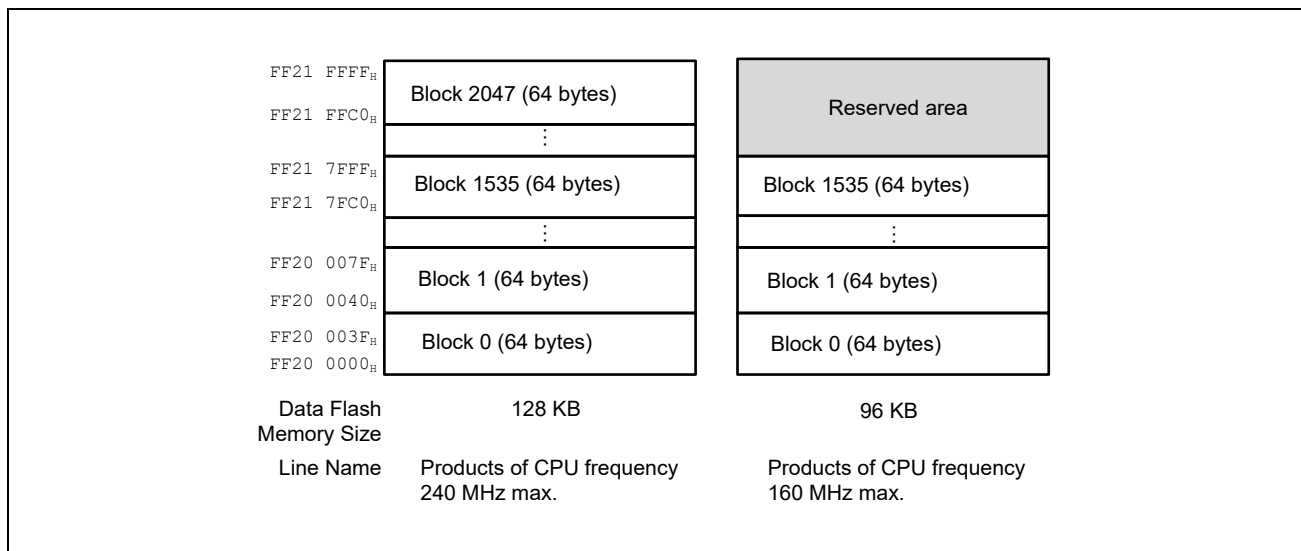 FF21 FFFFH
Block 2047 (64 bytes)
FF21 FFC0H
Reserved area
⋮
FF21 7FFFH
Block 1535 (64 bytes)
Block 1535 (64 bytes)
FF21 7FC0H
⋮
⋮
FF20 007FH
Block 1 (64 bytes)
Block 1 (64 bytes)
FF20 0040H
FF20 003FH
Block 0 (64 bytes)
Block 0 (64 bytes)
FF20 0000H
Data Flash
Memory Size
128 KB
96 KB
Line Name
Products of CPU frequency
240 MHz max.
Products of CPU frequency
160 MHz max.